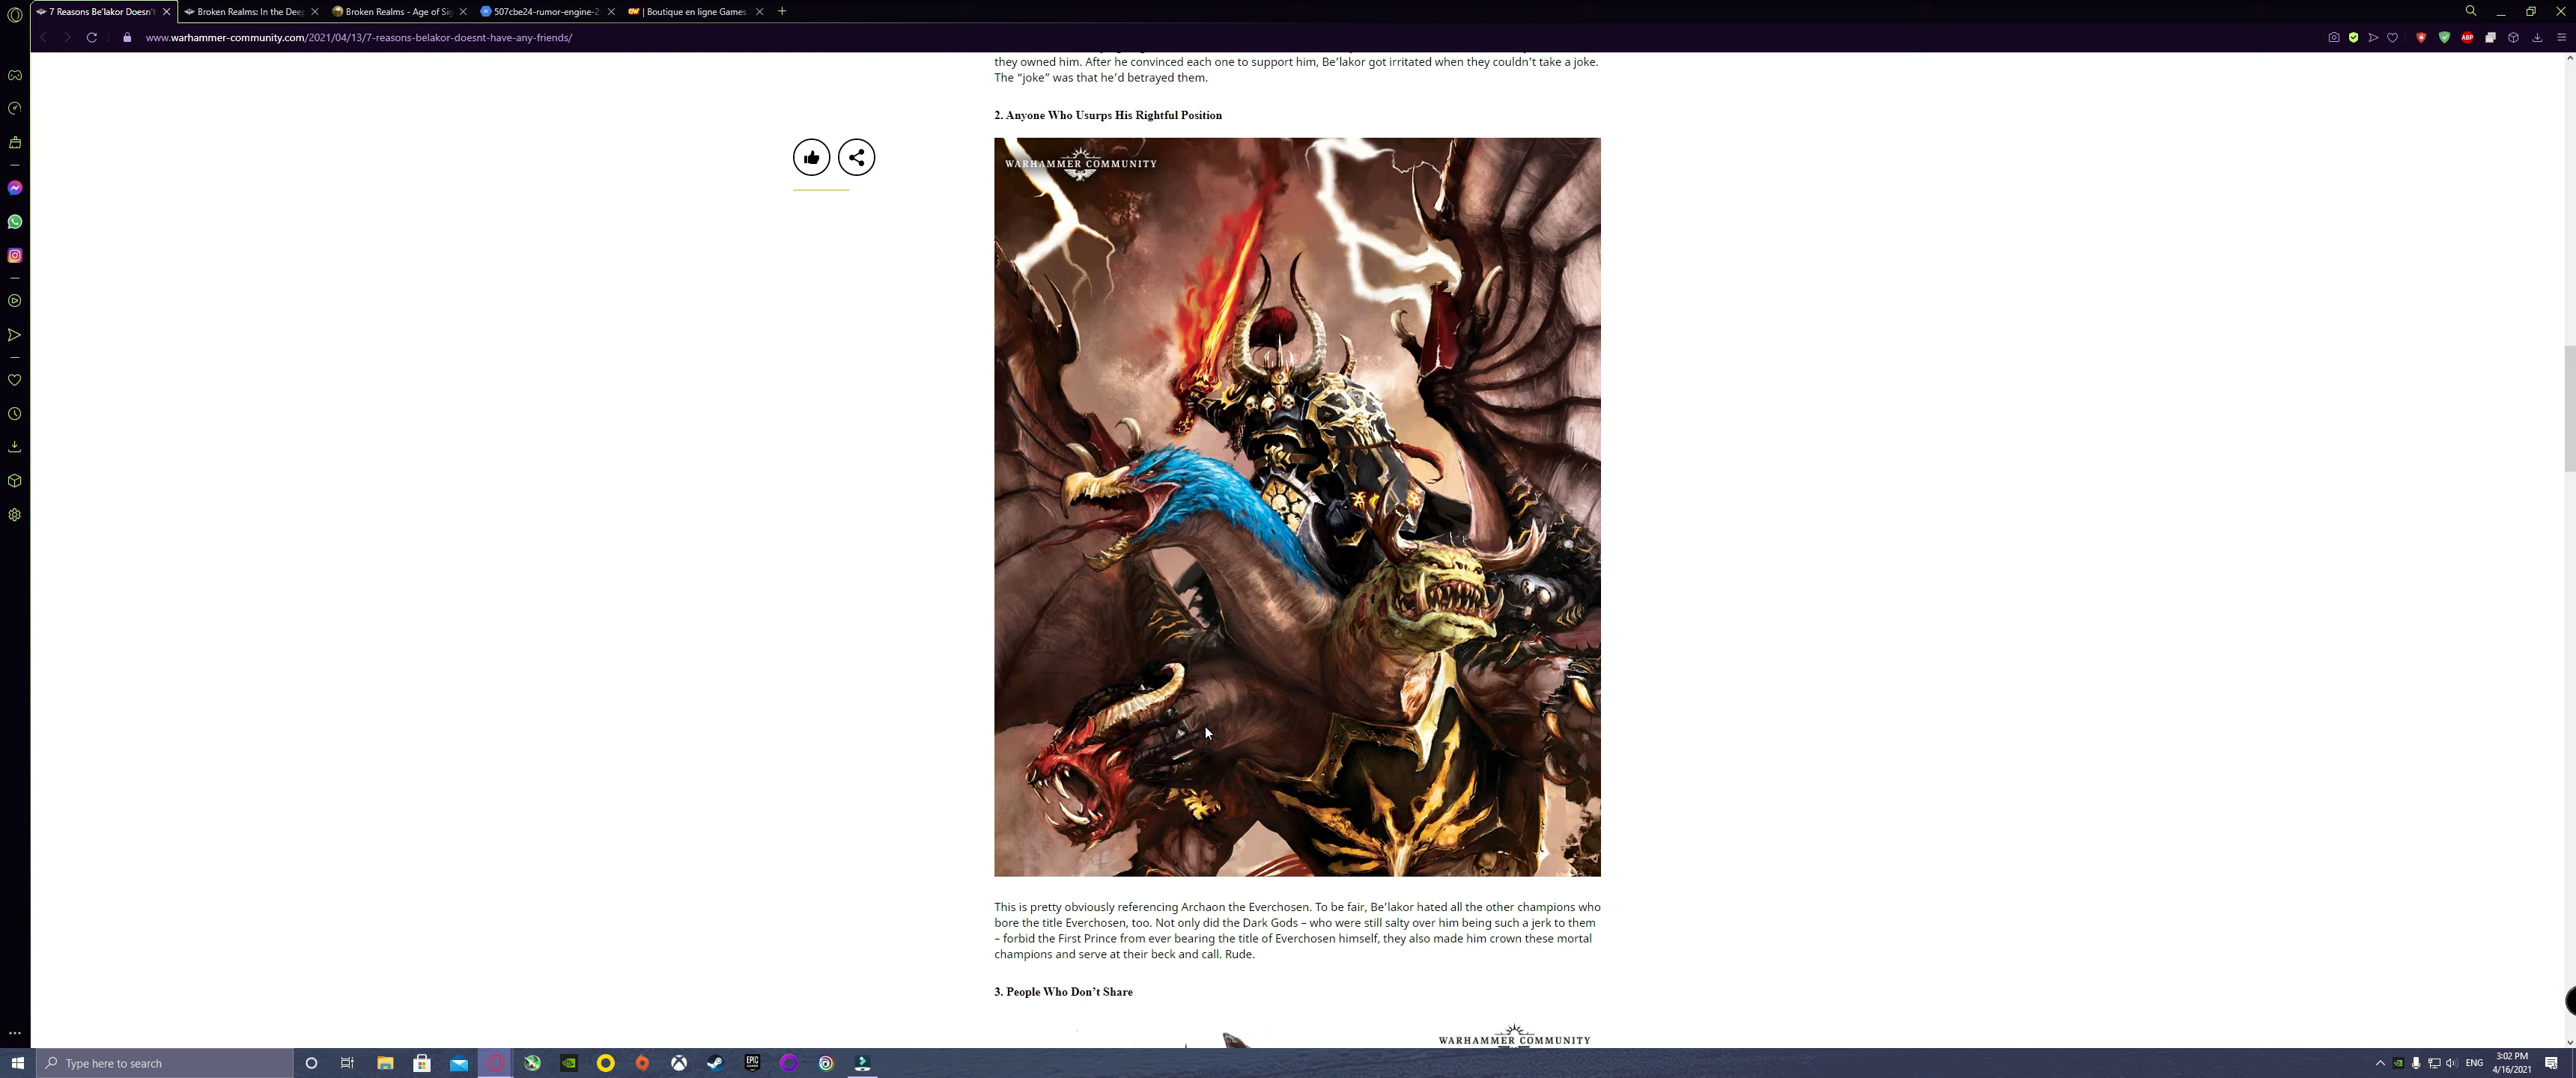 7 Reasons Be'lakor Doesn't
Broken Realms: In the Deep
Broken Realms - Age of Sig
507cbe24-rumor-engine-2
GW | Boutique en ligne Games
www.warhammer-community.com/2021/04/13/7-reasons-belakor-doesnt-have-any-friends/
ABP
they owned him. After he convinced each one to support him, Be'lakor got irritated when they couldn't take a joke.
The “joke” was that he'd betrayed them.
2. Anyone Who Usurps His Rightful Position
WARHAMMER COMMUNITY
This is pretty obviously referencing Archaon the Everchosen. To be fair, Be'lakor hated all the other champions who
bore the title Everchosen, too. Not only did the Dark Gods – who were still salty over him being such a jerk to them
– forbid the First Prince from ever bearing the title of Everchosen himself, they also made him crown these mortal
champions and serve at their beck and call. Rude.
3. People Who Don't Share
WARHAMMER COMMUNITY
Type here to search
EPIC
GAMES
ENG
3:02 PM
4/16/2021